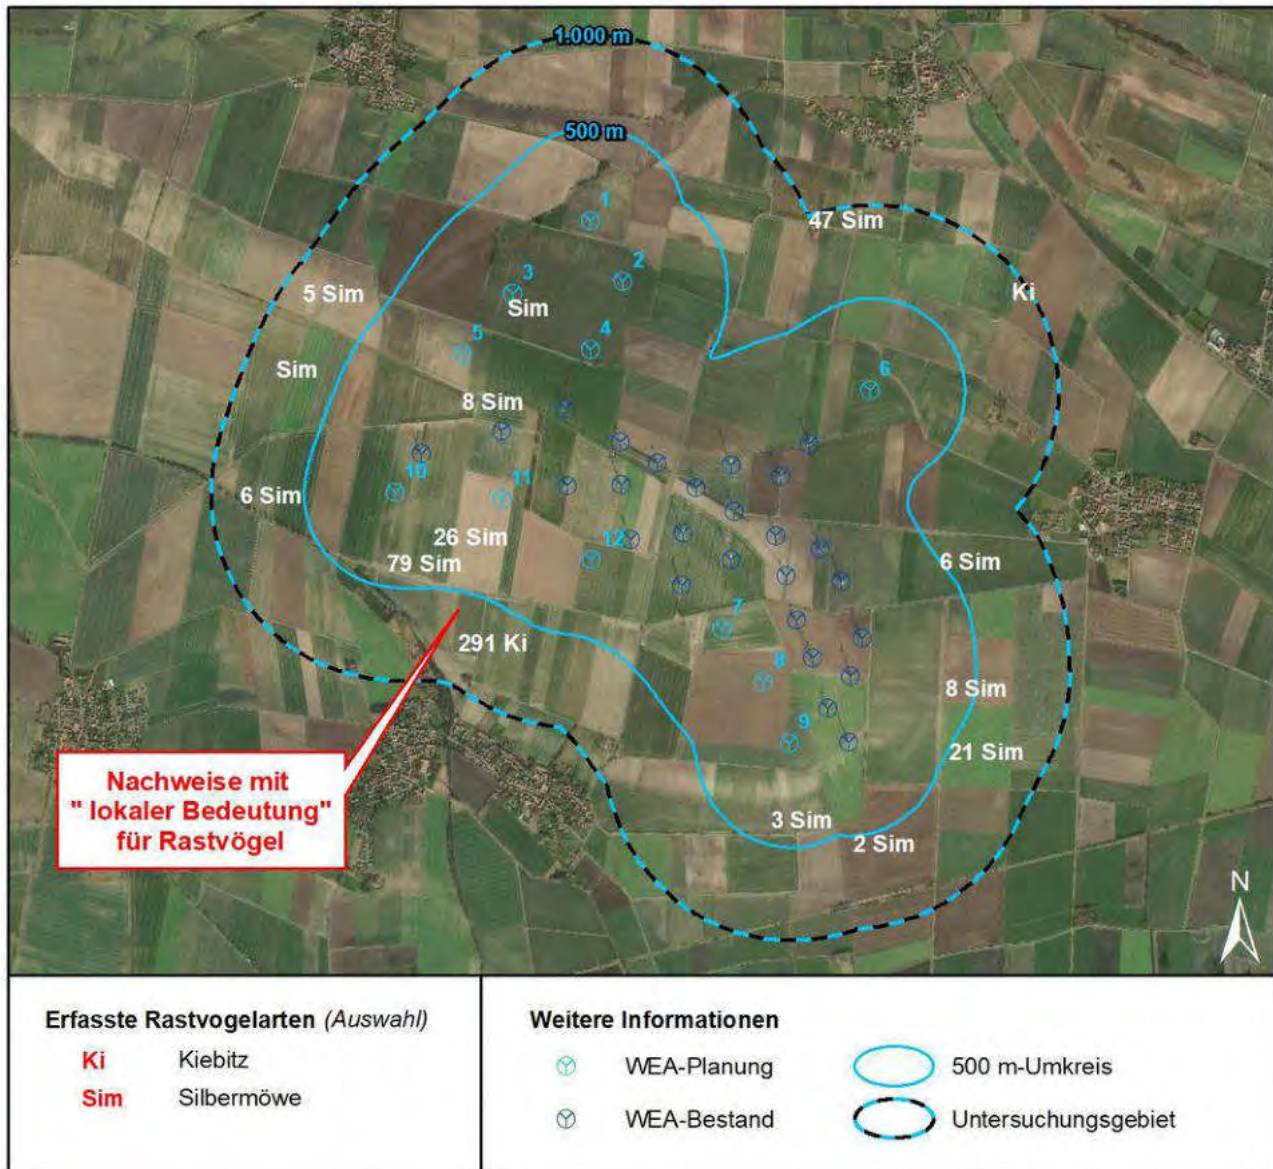 1.000 m
500 m
1
47 Sim
2
3
Ki
5 Sim
Sim
4
5
Sim
6
8 Sim
10
11
6 Sim
26 Sim
12
79 Sim
6 Sim
7
291 Ki
8
8 Sim
9
21 Sim
Nachweise mit
" lokaler Bedeutung"
für Rastvögel
3 Sim
2 Sim
N
Erfasste Rastvogelarten (Auswahl)
Ki Kiebitz
Sim Silbermöwe
Weitere Informationen
WEA-Planung
500 m-Umkreis
WEA-Bestand
Untersuchungsgebiet